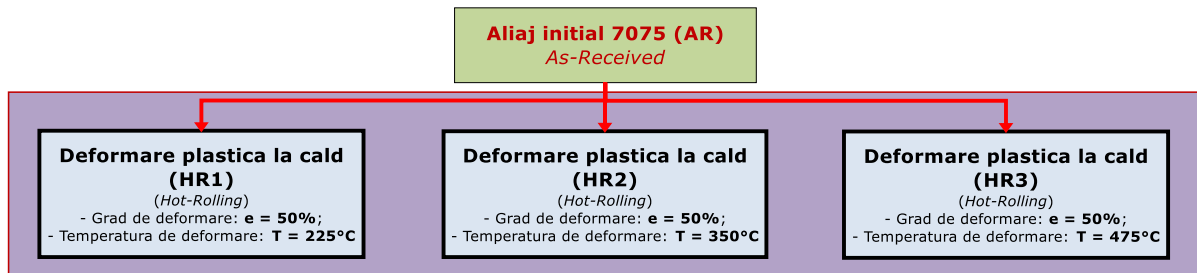 Aliaj initial 7075 (AR)
As-Received
Deformare plastica la cald
(HR1)
(Hot-Rolling)
- Grad de deformare: e = 50%;
- Temperatura de deformare: T = 225°C
Deformare plastica la cald
(HR2)
(Hot-Rolling)
- Grad de deformare: e = 50%;
- Temperatura de deformare: T = 350°C
Deformare plastica la cald
(HR3)
(Hot-Rolling)
- Grad de deformare: e = 50%;
- Temperatura de deformare: T = 475°C